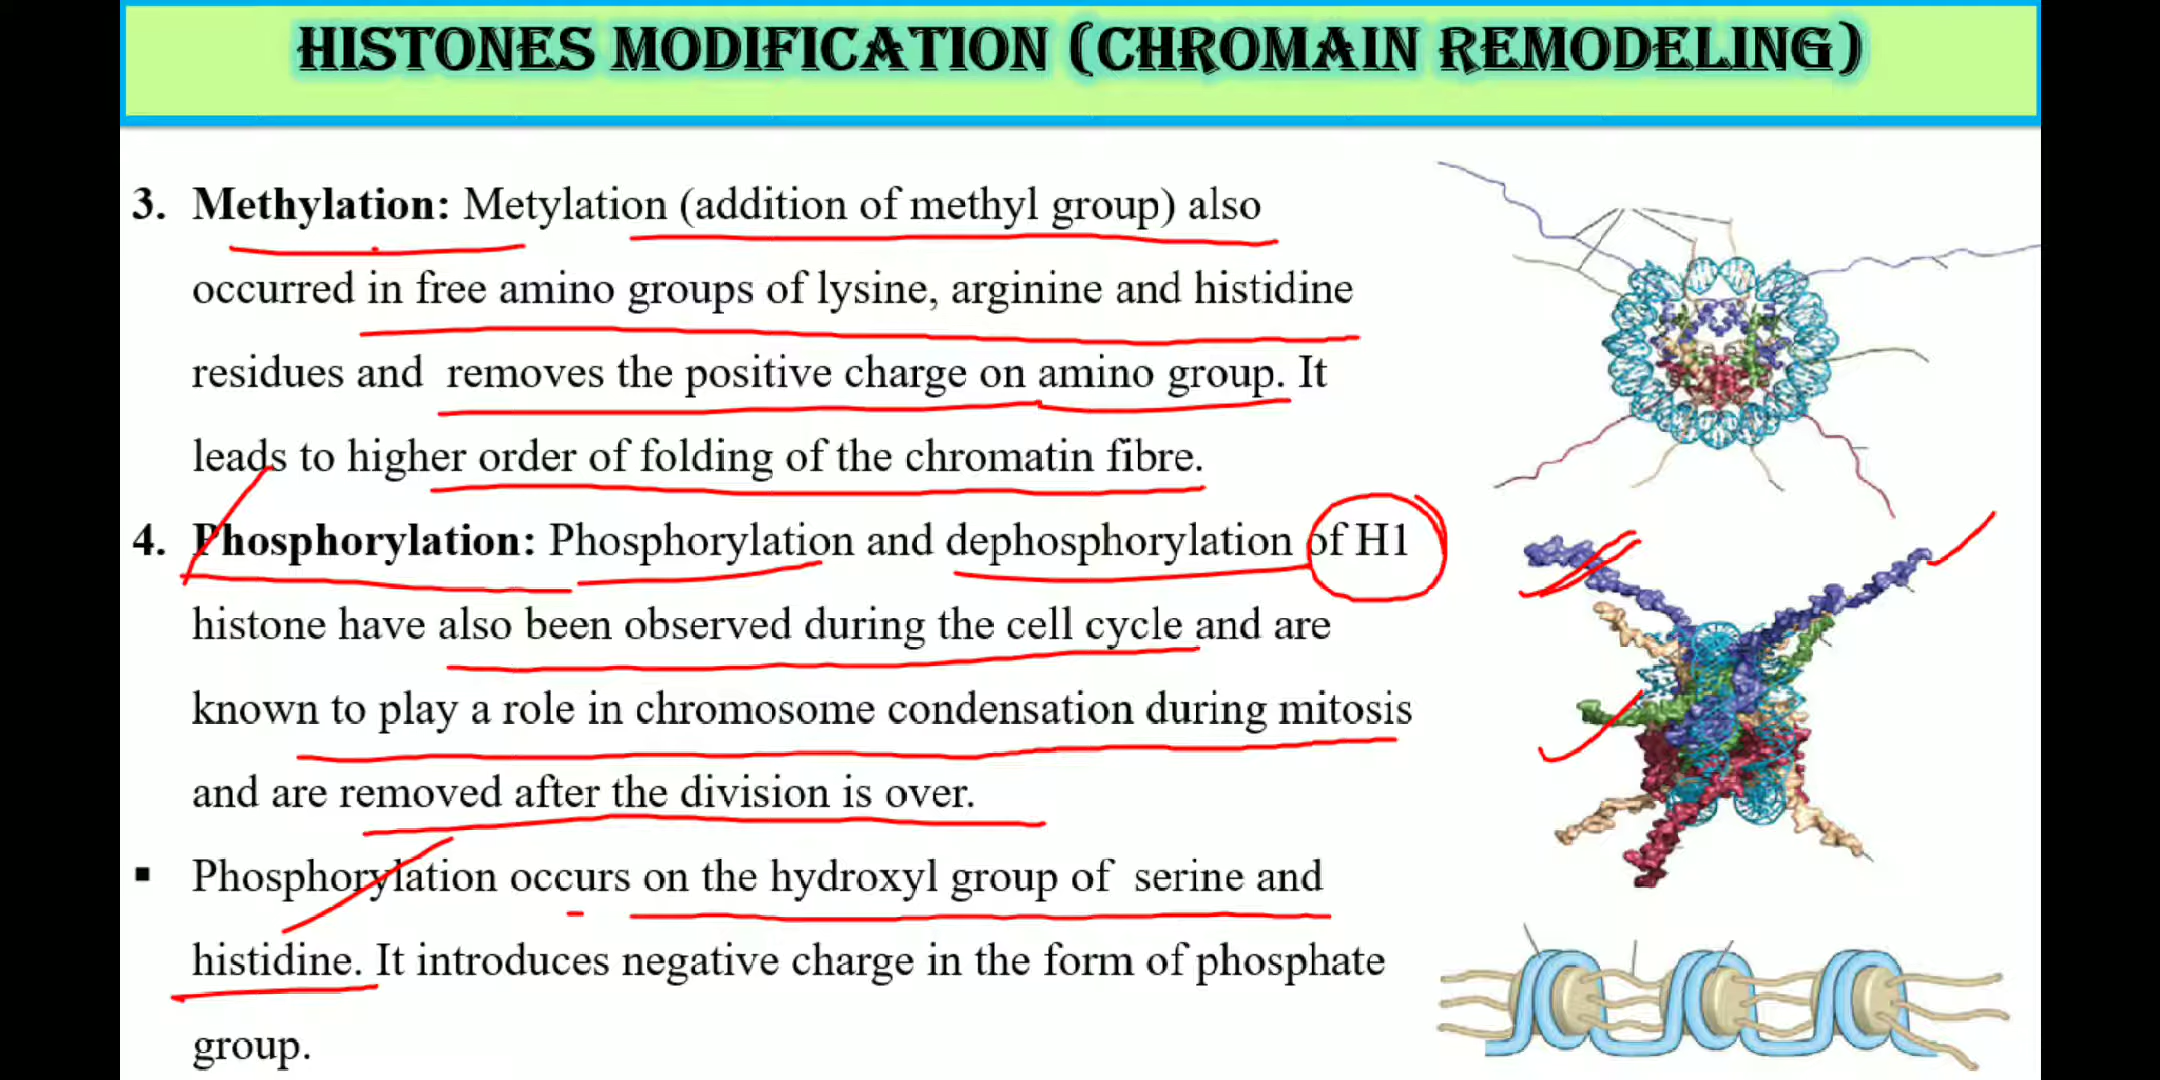 HISTONES MODIFICATION (CHROMAIN REMODELING)
3. Methylation: Metylation (addition of methyl group) also
occurred in free amino groups of lysine, arginine and histidine
residues and removes the positive charge on amino group. It
leads to higher order of folding of the chromatin fibre.
4. Phosphorylation: Phosphorylation and dephosphorylation of H1
histone have also been observed during the cell cycle and are
known to play a role in chromosome condensation during mitosis
and are removed after the division is over.
▪ Phosphorylation occurs on the hydroxyl group of serine and
histidine. It introduces negative charge in the form of phosphate
group.